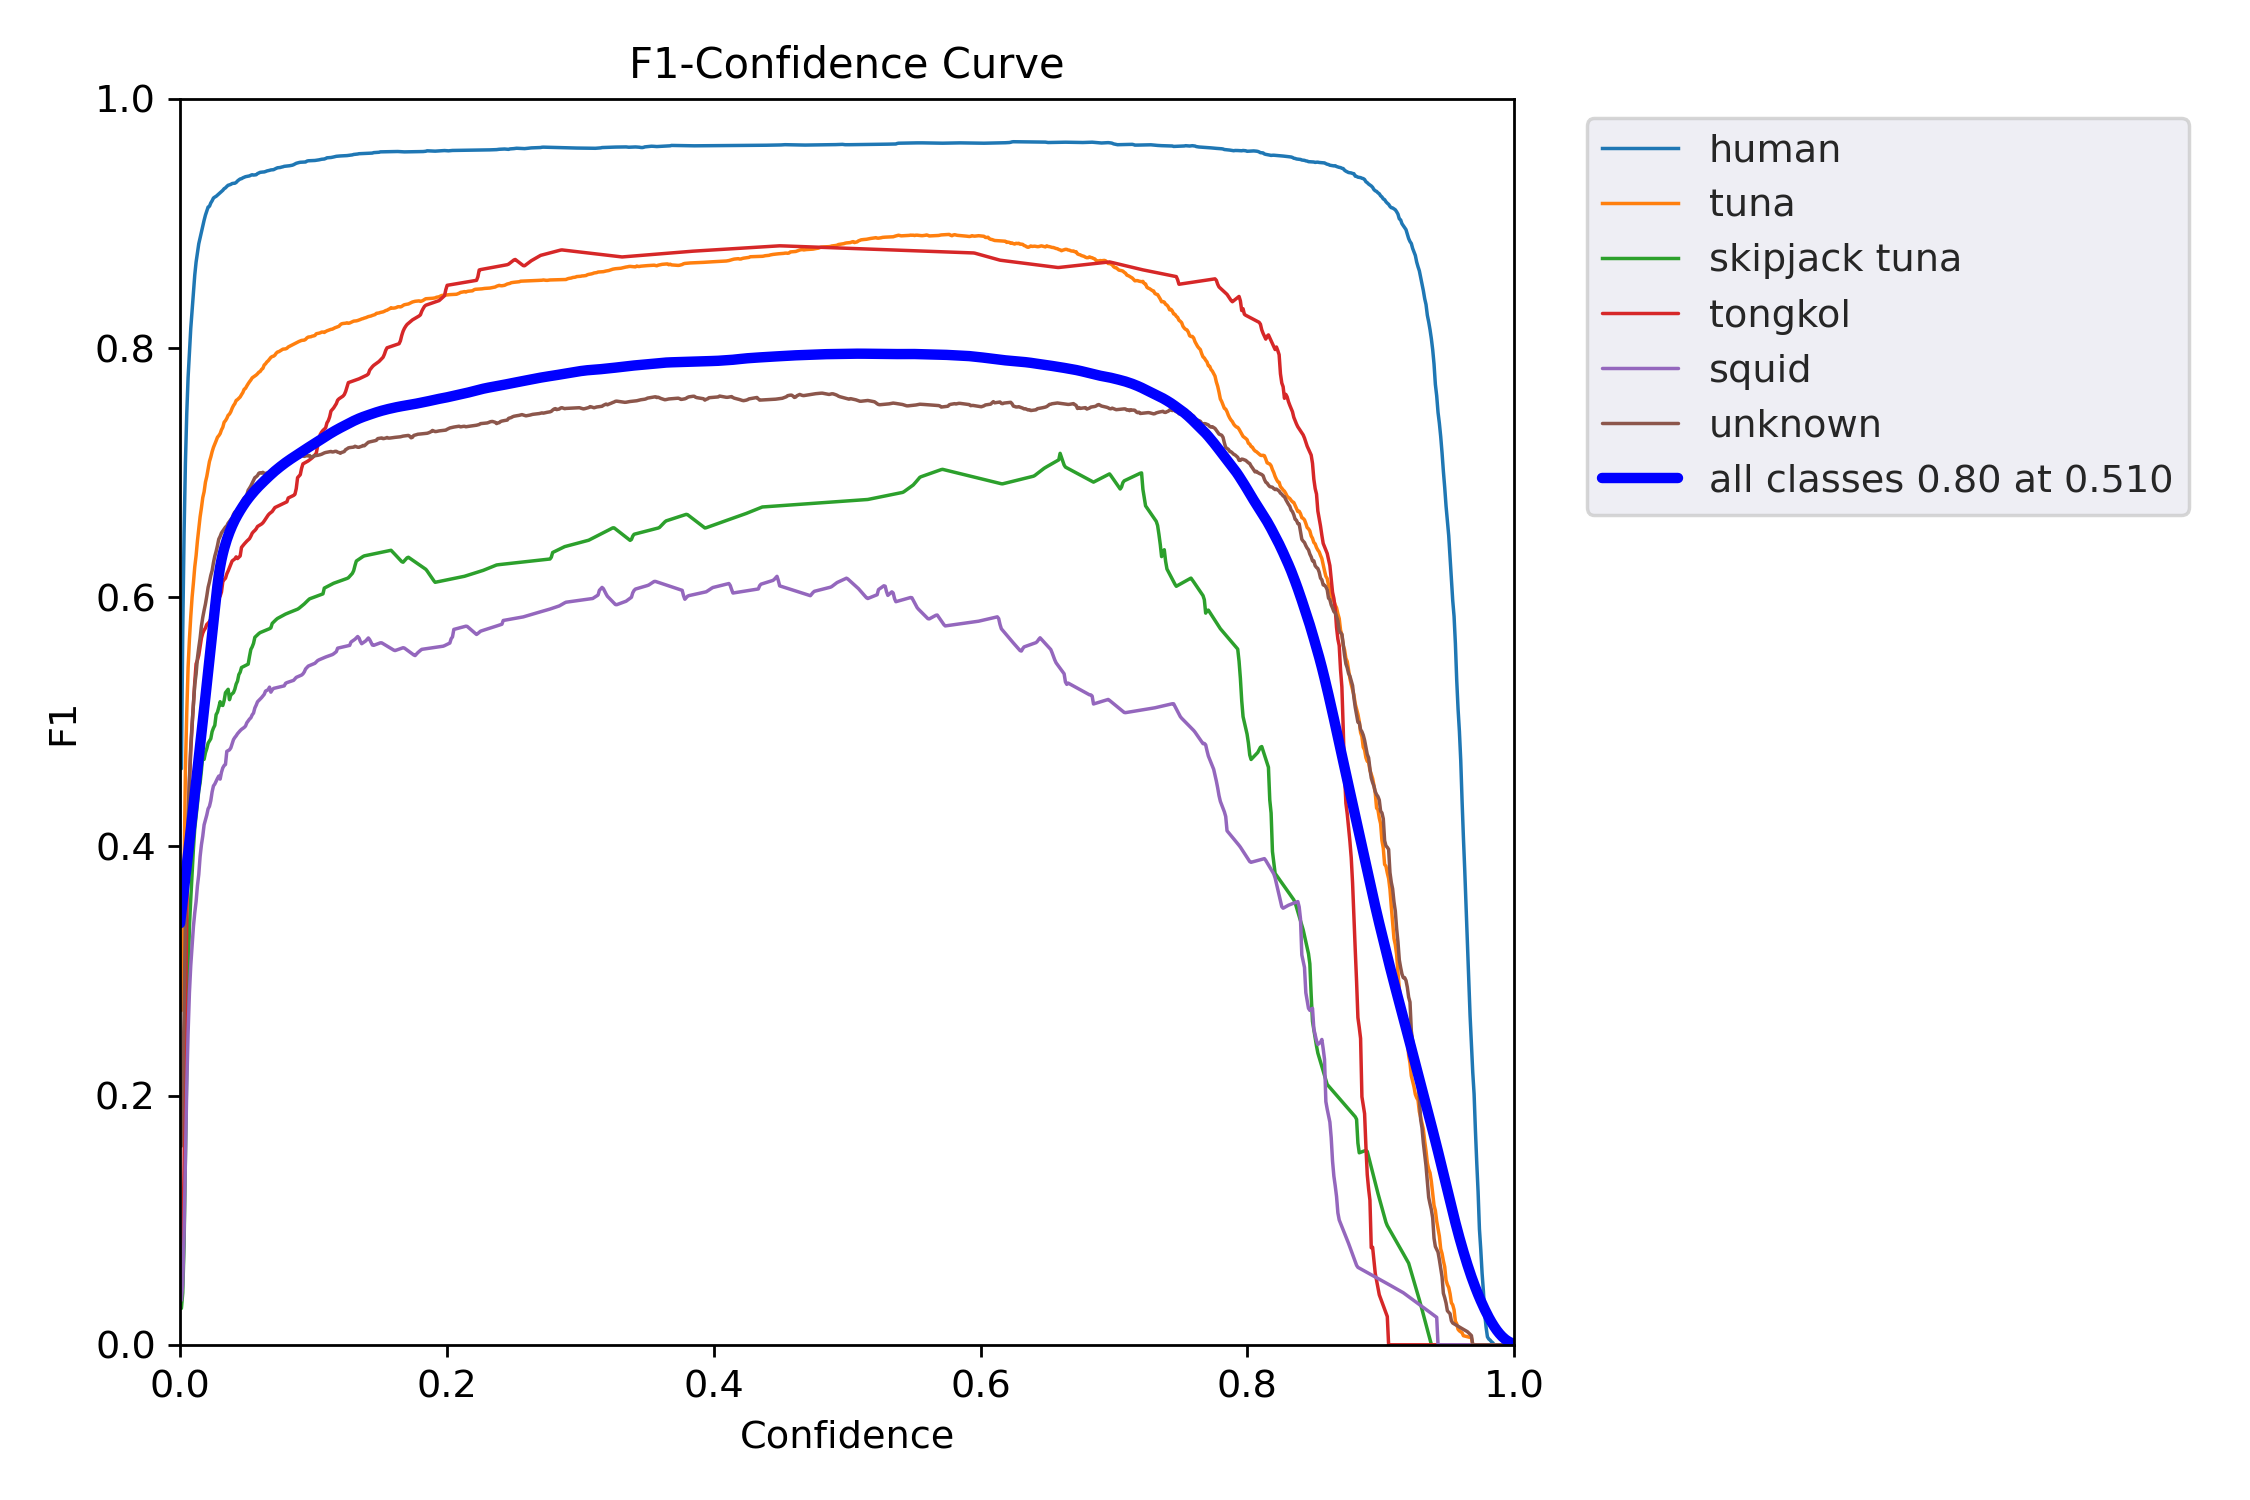 F1-Confidence Curve
1.0
0.8
0.6
0.4
0.2
0.0
F1
0.0 0.2 0.4 0.6 0.8 1.0
Confidence
human
tuna
skipjack tuna
tongkol
squid
unknown
all classes 0.80 at 0.510